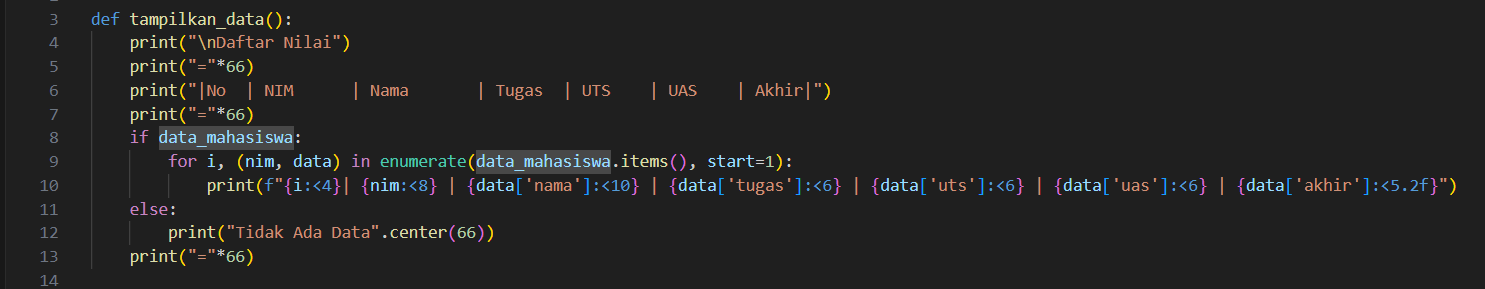 3 def tampilkan_data():
4     print("\nDaftar Nilai")
5     print("="*66)
6     print("|No  | NIM      | Nama       | Tugas  | UTS    | UAS    | Akhir|")
7     print("="*66)
8     if data_mahasiswa:
9         for i, (nim, data) in enumerate(data_mahasiswa.items(), start=1):
10             print(f"{i:<4}| {nim:<8} | {data['nama']:<10} | {data['tugas']:<6} | {data['uts']:<6} | {data['uas']:<6} | {data['akhir']:<5.2f}")
11     else:
12         print("Tidak Ada Data".center(66))
13     print("="*66)
14